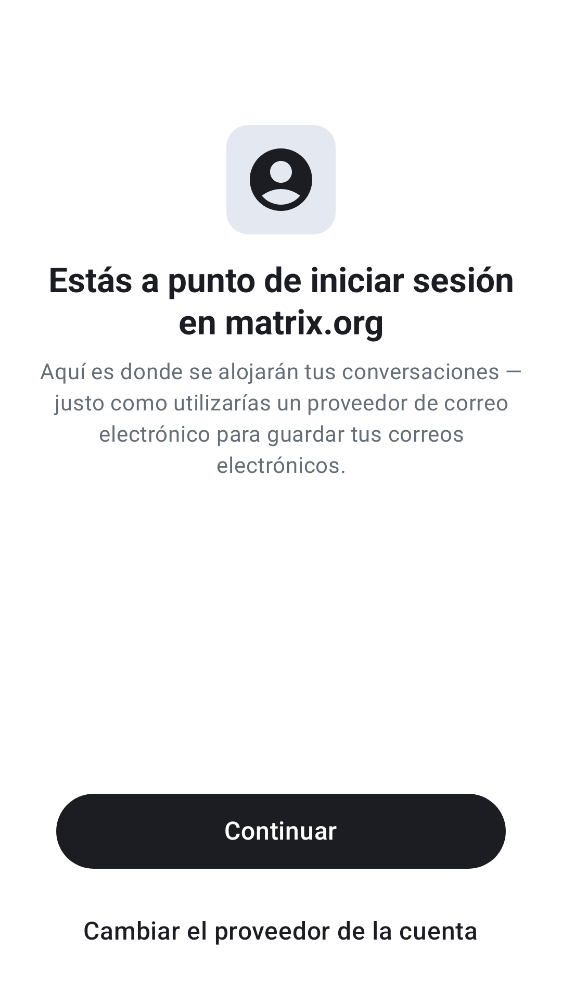 Estás a punto de iniciar sesión
en matrix.org
Aquí es donde se alojarán tus conversaciones —
justo como utilizarías un proveedor de correo
electrónico para guardar tus correos
electrónicos.
Continuar
Cambiar el proveedor de la cuenta